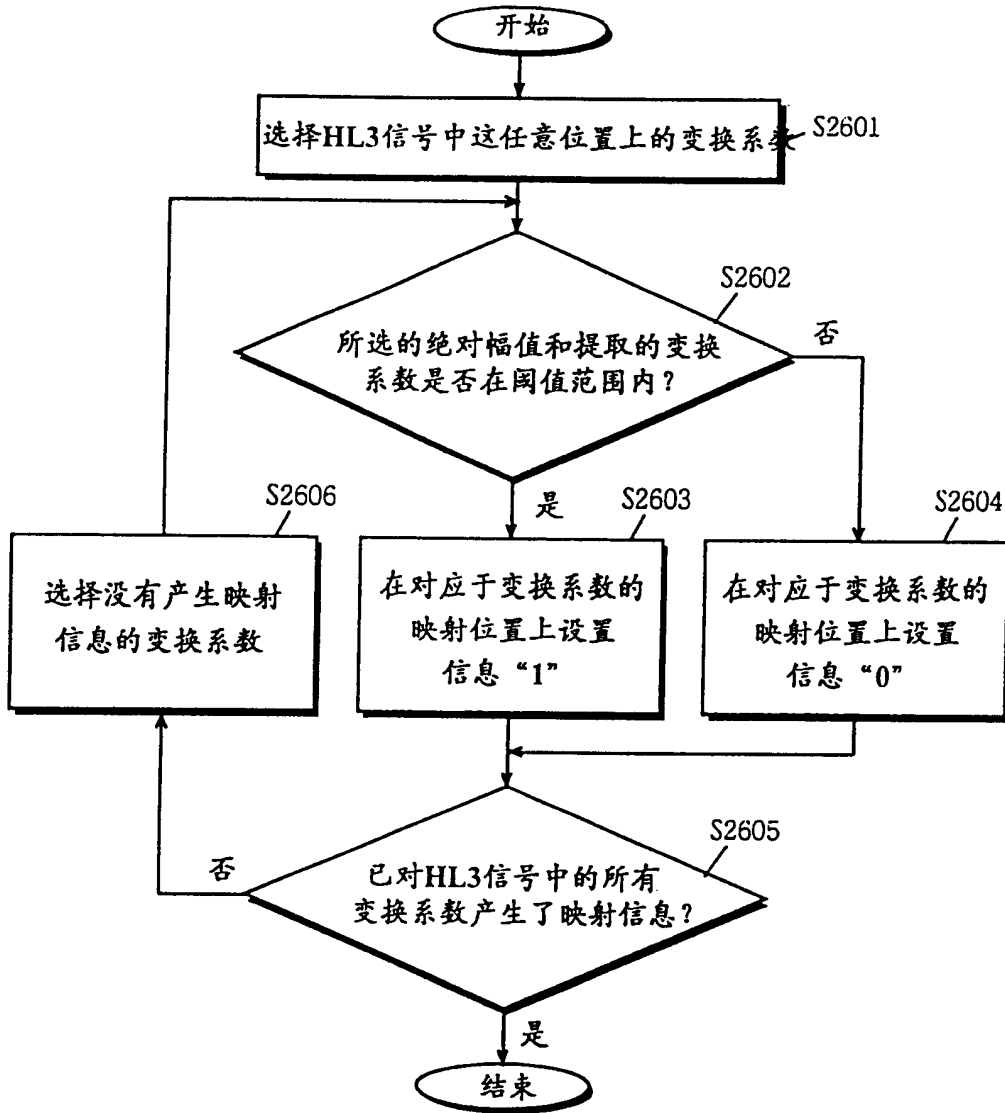 开始
选择HL3信号中这任意位置上的变换系数
S2601
S2602
所选的绝对幅值和提取的变换
系数是否在阈值范围内？
否
是
S2606
S2603
S2604
选择没有产生映射
信息的变换系数
在对应于变换系数的
映射位置上设置
信息“1”
在对应于变换系数的
映射位置上设置
信息“0”
S2605
否
已对HL3信号中的所有
变换系数产生了映射信息？
是
结束